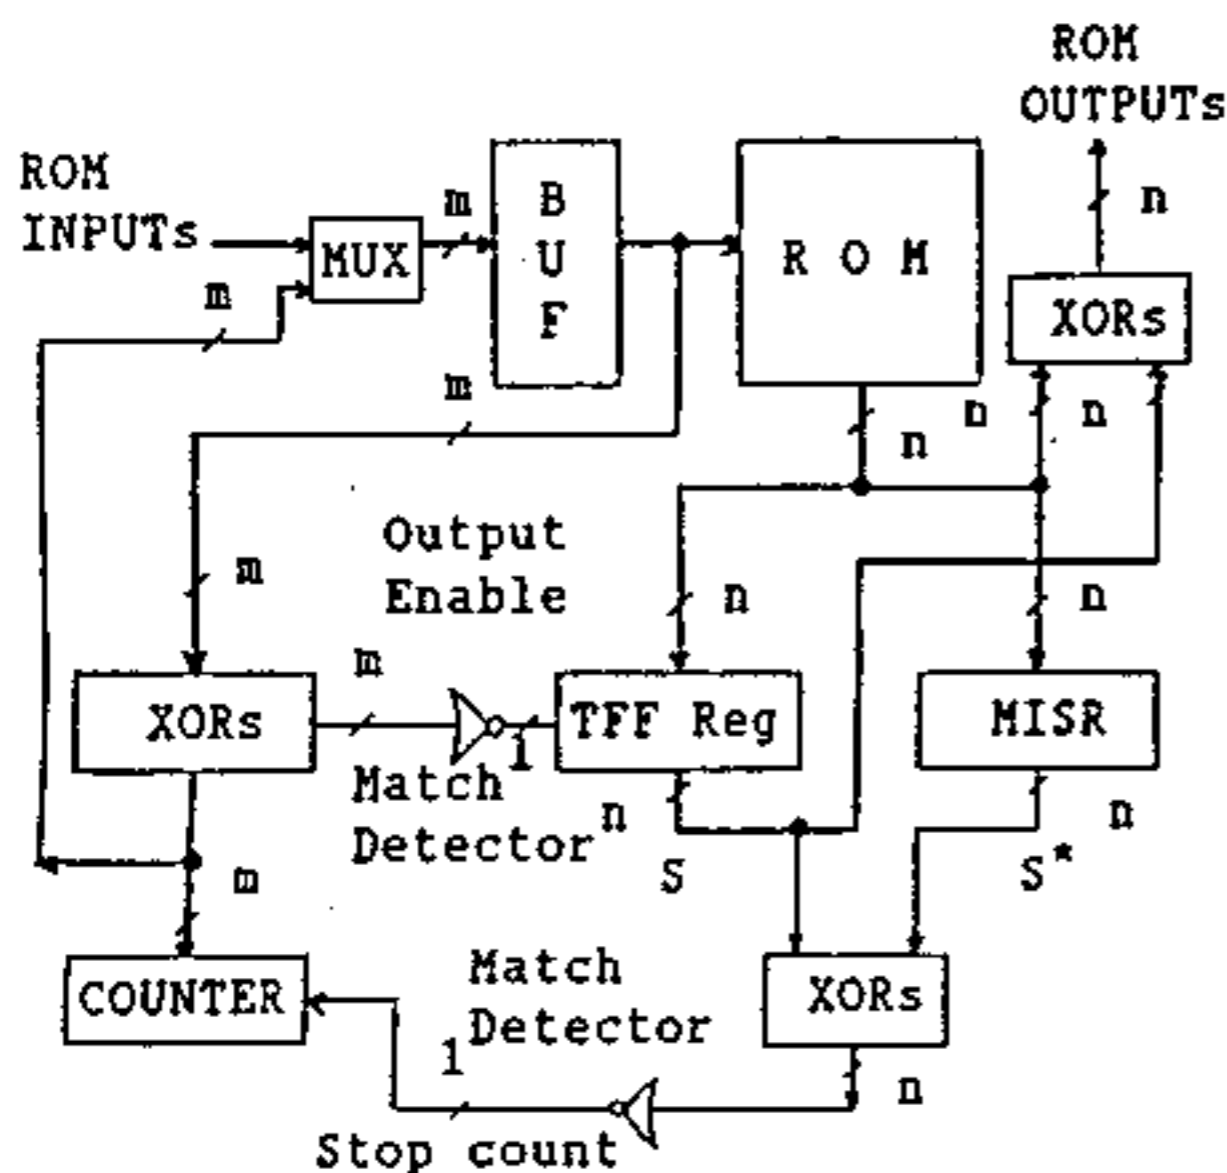 ROM
OUTPUTs
n
ROM
INPUTs
m
MUX
m
B
U
F
R O M
XORs
m
n
n
n
Output
Enable
m
n
n
m
XORs
1
TFF Reg
MISR
Match
Detector
n
S
S*
n
m
COUNTER
Match
Detector
1
XORs
n
Stop count